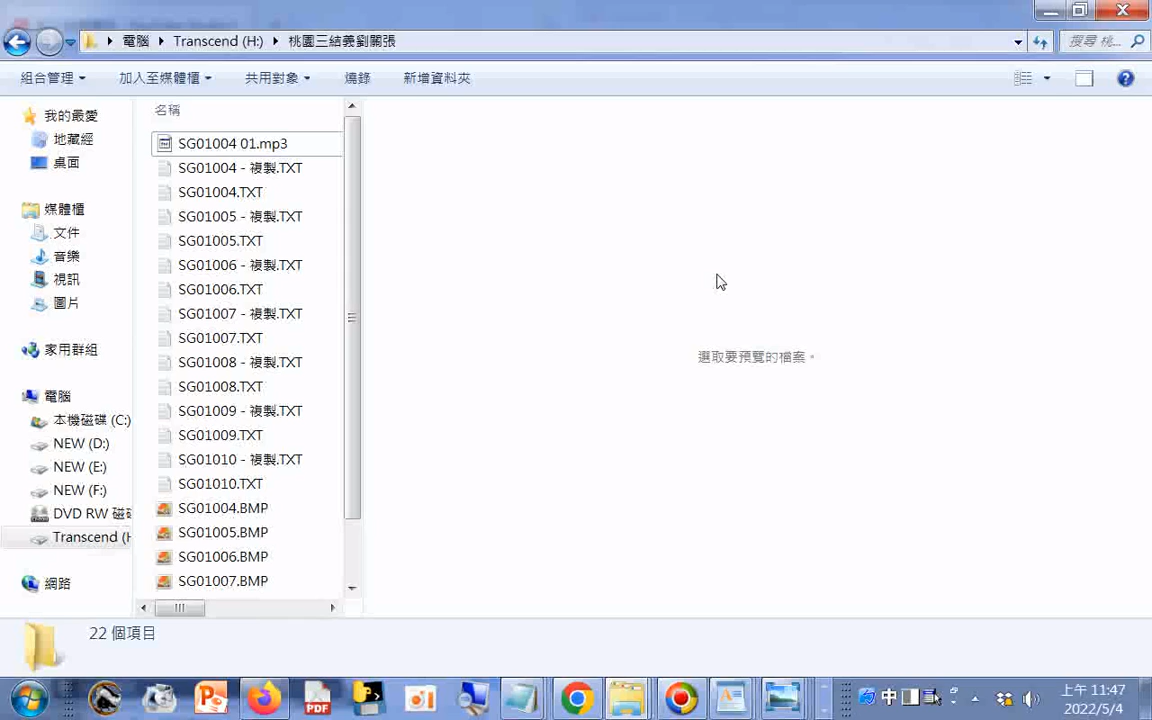 電腦 Transcend (H:) 桃園三結義劉關張
搜尋 桃...
組合管理 加入至媒體櫃 共用對象 燒錄 新增資料夾
我的最愛
地藏經
桌面
媒體櫃
文件
音樂
視訊
圖片
家用群組
電腦
本機磁碟 (C:)
NEW (D:)
NEW (E:)
NEW (F:)
DVD RW 磁碟
Transcend (H
網路
名稱
SG01004 01.mp3
SG01004 - 複製.TXT
SG01004.TXT
SG01005 - 複製.TXT
SG01005.TXT
SG01006 - 複製.TXT
SG01006.TXT
SG01007 - 複製.TXT
SG01007.TXT
SG01008 - 複製.TXT
SG01008.TXT
SG01009 - 複製.TXT
SG01009.TXT
SG01010 - 複製.TXT
SG01010.TXT
SG01004.BMP
SG01005.BMP
SG01006.BMP
SG01007.BMP
選取要預覽的檔案。
22 個項目
PDF
中
上午 11:47
2022/5/4